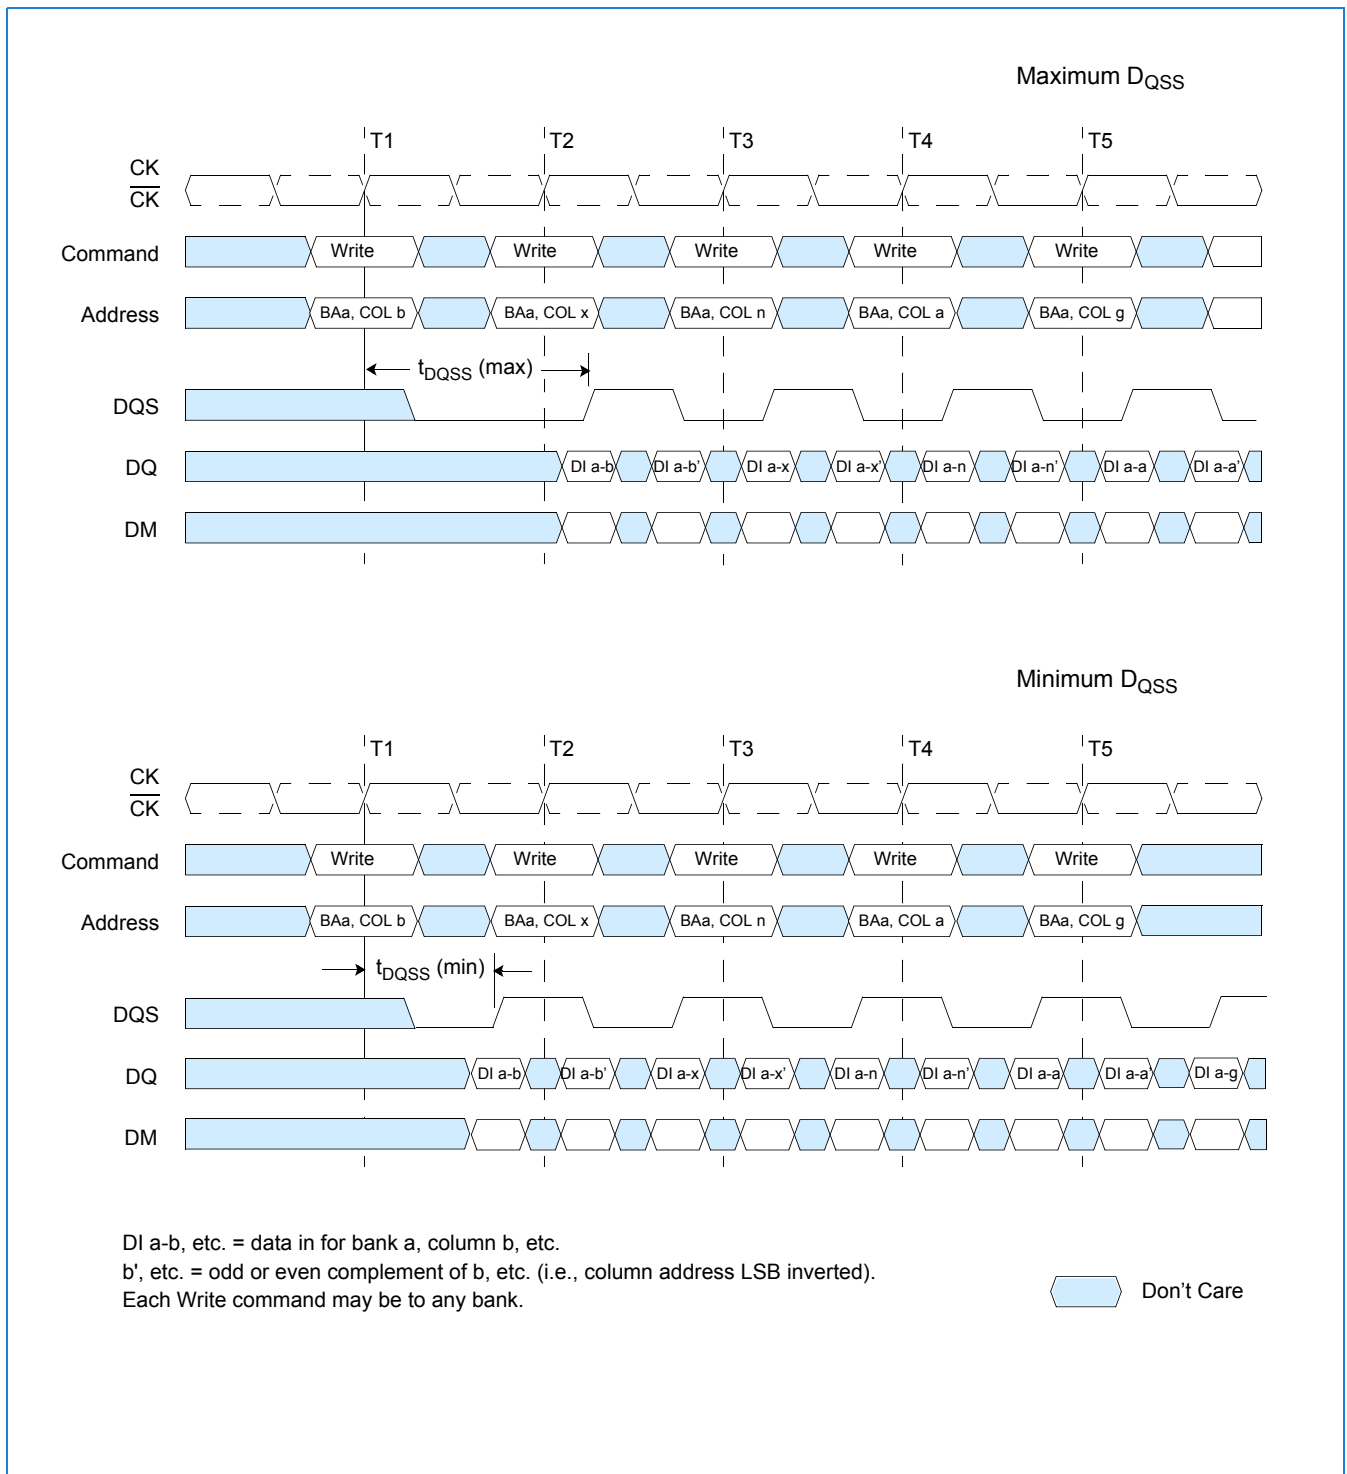 Maximum DQSS
T1 T2 T3 T4 T5
CK
CK
Command Write Write Write Write Write
Address BAa, COL b BAa, COL x BAa, COL n BAa, COL a BAa, COL g
tDQSS (max)
DQS
DQ DI a-b DI a-b’ DI a-x DI a-x’ DI a-n DI a-n’ DI a-a DI a-a’
DM
Minimum DQSS
T1 T2 T3 T4 T5
CK
CK
Command Write Write Write Write Write
Address BAa, COL b BAa, COL x BAa, COL n BAa, COL a BAa, COL g
tDQSS (min)
DQS
DQ DI a-b DI a-b’ DI a-x DI a-x’ DI a-n DI a-n’ DI a-a DI a-a’ DI a-g
DM
DI a-b, etc. = data in for bank a, column b, etc.
b', etc. = odd or even complement of b, etc. (i.e., column address LSB inverted).
Each Write command may be to any bank.
Don't Care